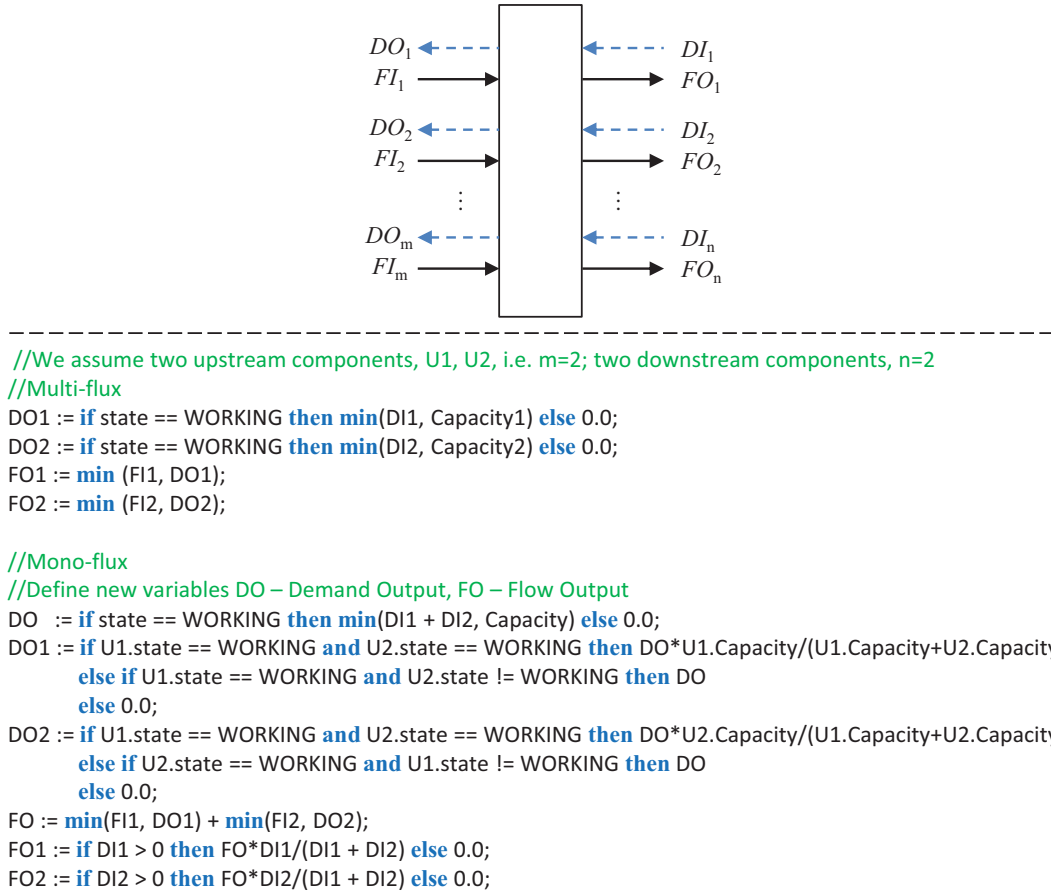 DO1 DI1
FI1 FO1
DO2 DI2
FI2 FO2
⋮ ⋮
DOm DIn
FIm FOn
//We assume two upstream components, U1, U2, i.e. m=2; two downstream components, n=2
//Multi-flux
DO1 := if state == WORKING then min(DI1, Capacity1) else 0.0;
DO2 := if state == WORKING then min(DI2, Capacity2) else 0.0;
FO1 := min (FI1, DO1);
FO2 := min (FI2, DO2);
//Mono-flux
//Define new variables DO – Demand Output, FO – Flow Output
DO := if state == WORKING then min(DI1 + DI2, Capacity) else 0.0;
DO1 := if U1.state == WORKING and U2.state == WORKING then DO*U1.Capacity/(U1.Capacity+U2.Capacity
else if U1.state == WORKING and U2.state != WORKING then DO
else 0.0;
DO2 := if U1.state == WORKING and U2.state == WORKING then DO*U2.Capacity/(U1.Capacity+U2.Capacity
else if U2.state == WORKING and U1.state != WORKING then DO
else 0.0;
FO := min(FI1, DO1) + min(FI2, DO2);
FO1 := if DI1 > 0 then FO*DI1/(DI1 + DI2) else 0.0;
FO2 := if DI2 > 0 then FO*DI2/(DI1 + DI2) else 0.0;